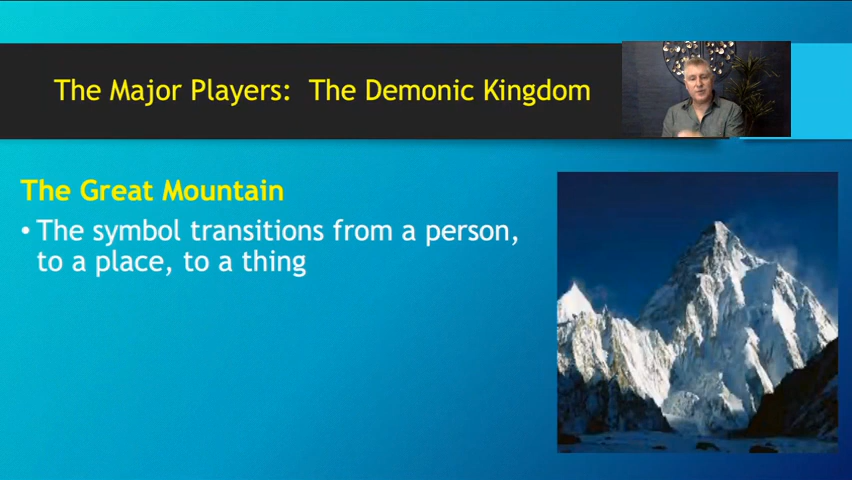 The Major Players:  The Demonic Kingdom
The Great Mountain
• The symbol transitions from a person,
to a place, to a thing